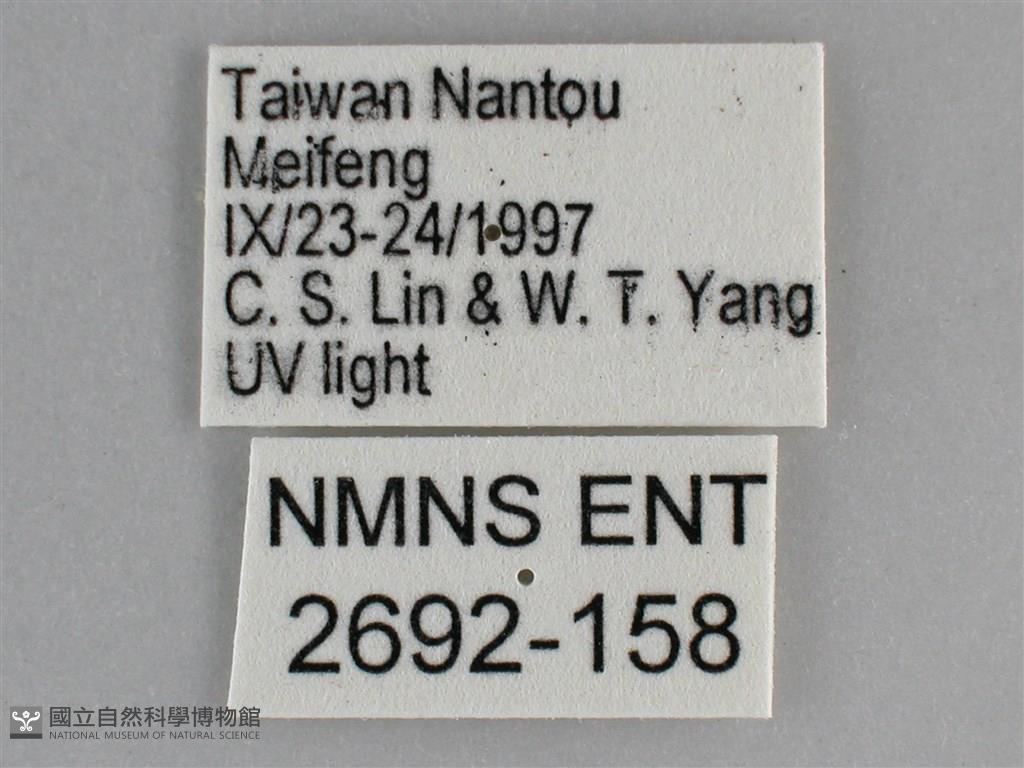 Taiwan Nantou
Meifeng
IX/23-24/1997
C. S. Lin & W. T. Yang
UV light
NMNS ENT
2692-158
國立自然科學博物館
NATIONAL MUSEUM OF NATURAL SCIENCE